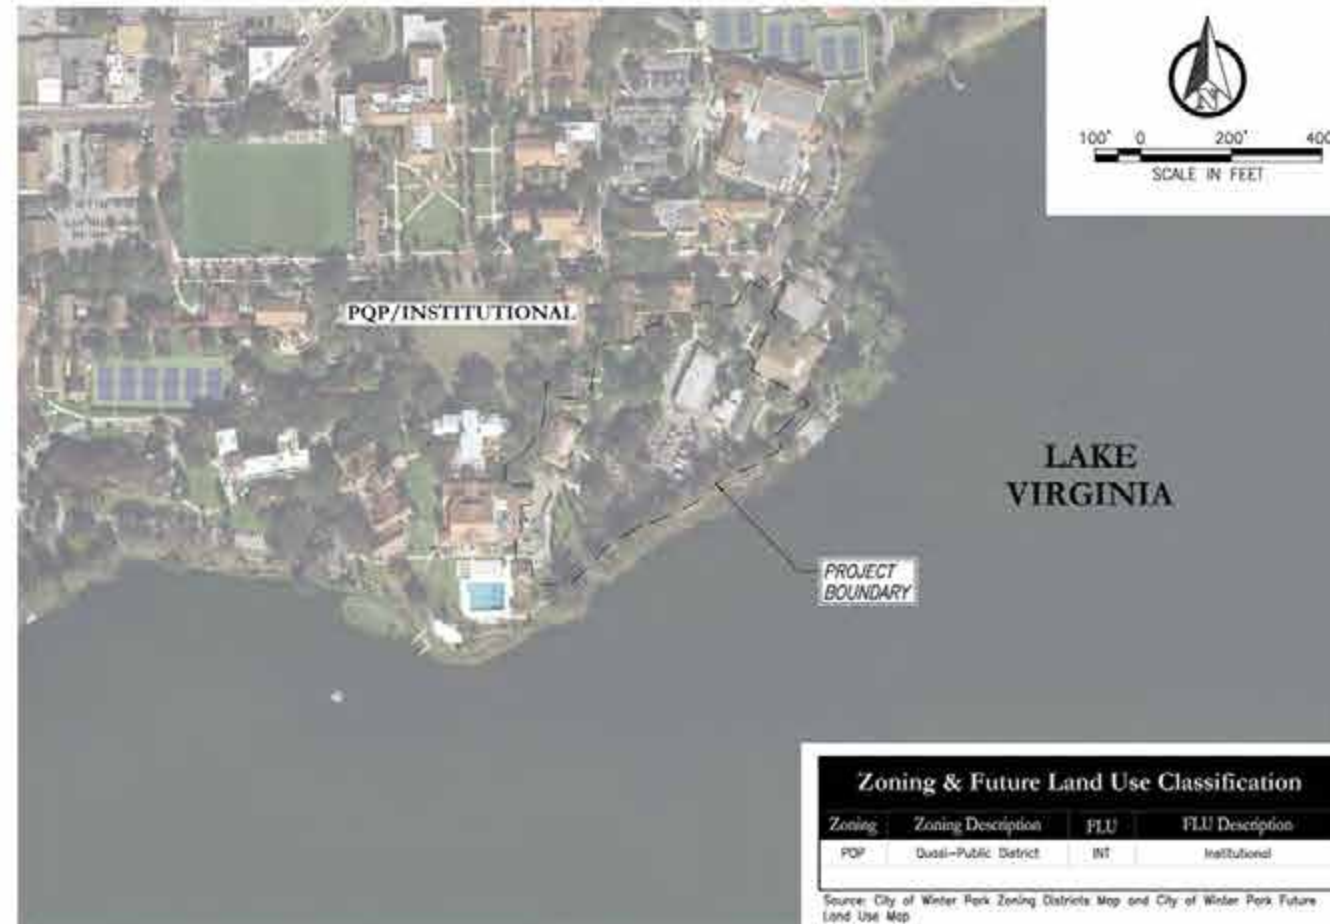 N
100' 0 200' 400
SCALE IN FEET
PQP/INSTITUTIONAL
LAKE
VIRGINIA
PROJECT
BOUNDARY
Zoning & Future Land Use Classification
Zoning Zoning Description FLU FLU Description
PQP Quasi-Public District INT Institutional
Source: City of Winter Park Zoning Districts Map and City of Winter Park Future
Land Use Map